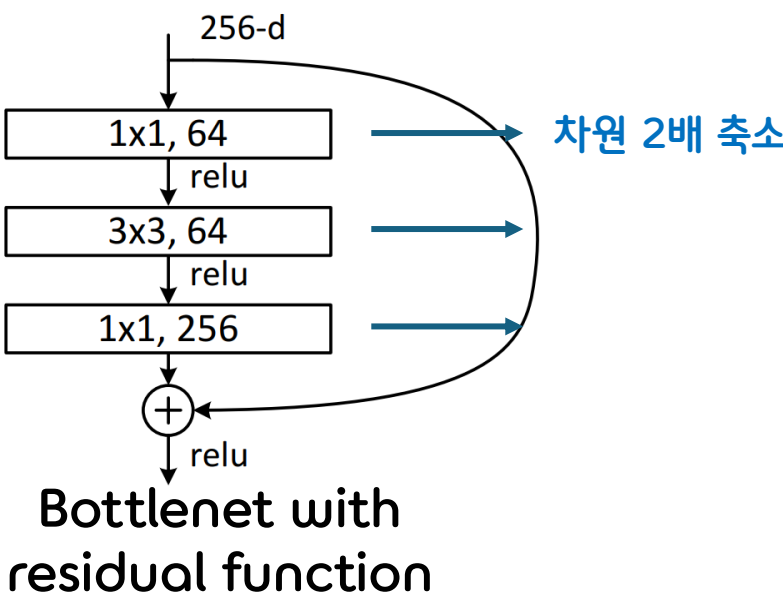 256-d
1x1, 64
차원 2배 축소
relu
3x3, 64
relu
1x1, 256
+
relu
Bottlenet with
residual function